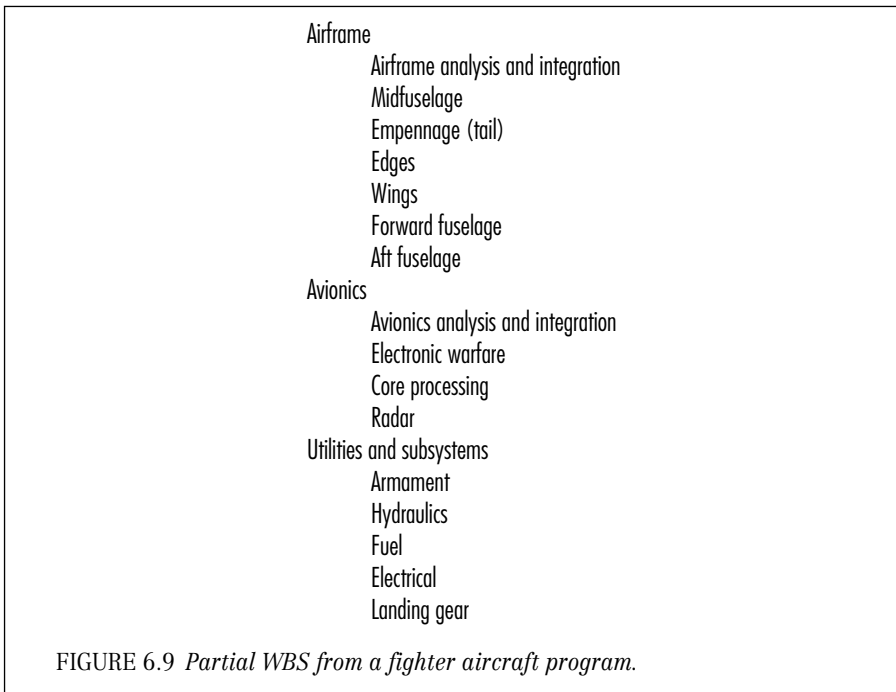 Airframe
Airframe analysis and integration
Midfuselage
Empennage (tail)
Edges
Wings
Forward fuselage
Aft fuselage
Avionics
Avionics analysis and integration
Electronic warfare
Core processing
Radar
Utilities and subsystems
Armament
Hydraulics
Fuel
Electrical
Landing gear
FIGURE 6.9 Partial WBS from a fighter aircraft program.